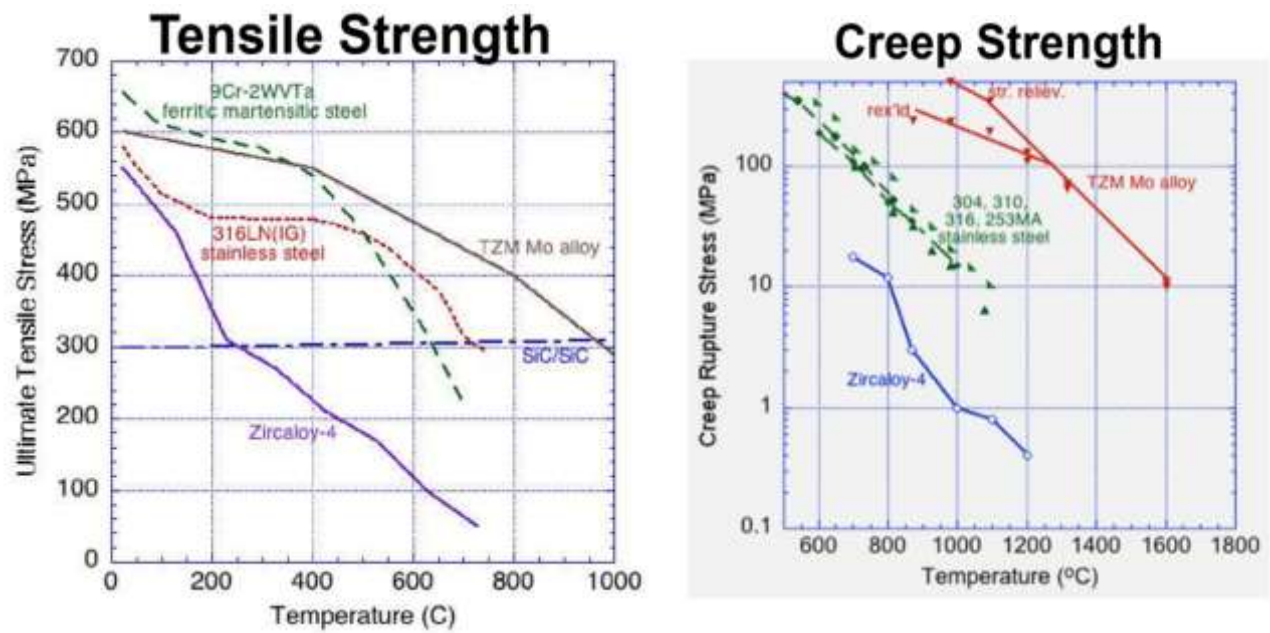 Tensile Strength
700
600
500
400
300
200
100
0
Ultimate Tensile Stress (MPa)
9Cr-2WVTa
ferritic martensitic steel
316LN(IG)
stainless steel
TZM Mo alloy
SiC/SiC
Zircaloy-4
0 200 400 600 800 1000
Temperature (C)
Creep Strength
100
10
1
0.1
Creep Rupture Stress (MPa)
str. reliev.
rex'ld
TZM Mo alloy
304, 310,
316, 253MA
stainless steel
Zircaloy-4
600 800 1000 1200 1400 1600 1800
Temperature (ºC)